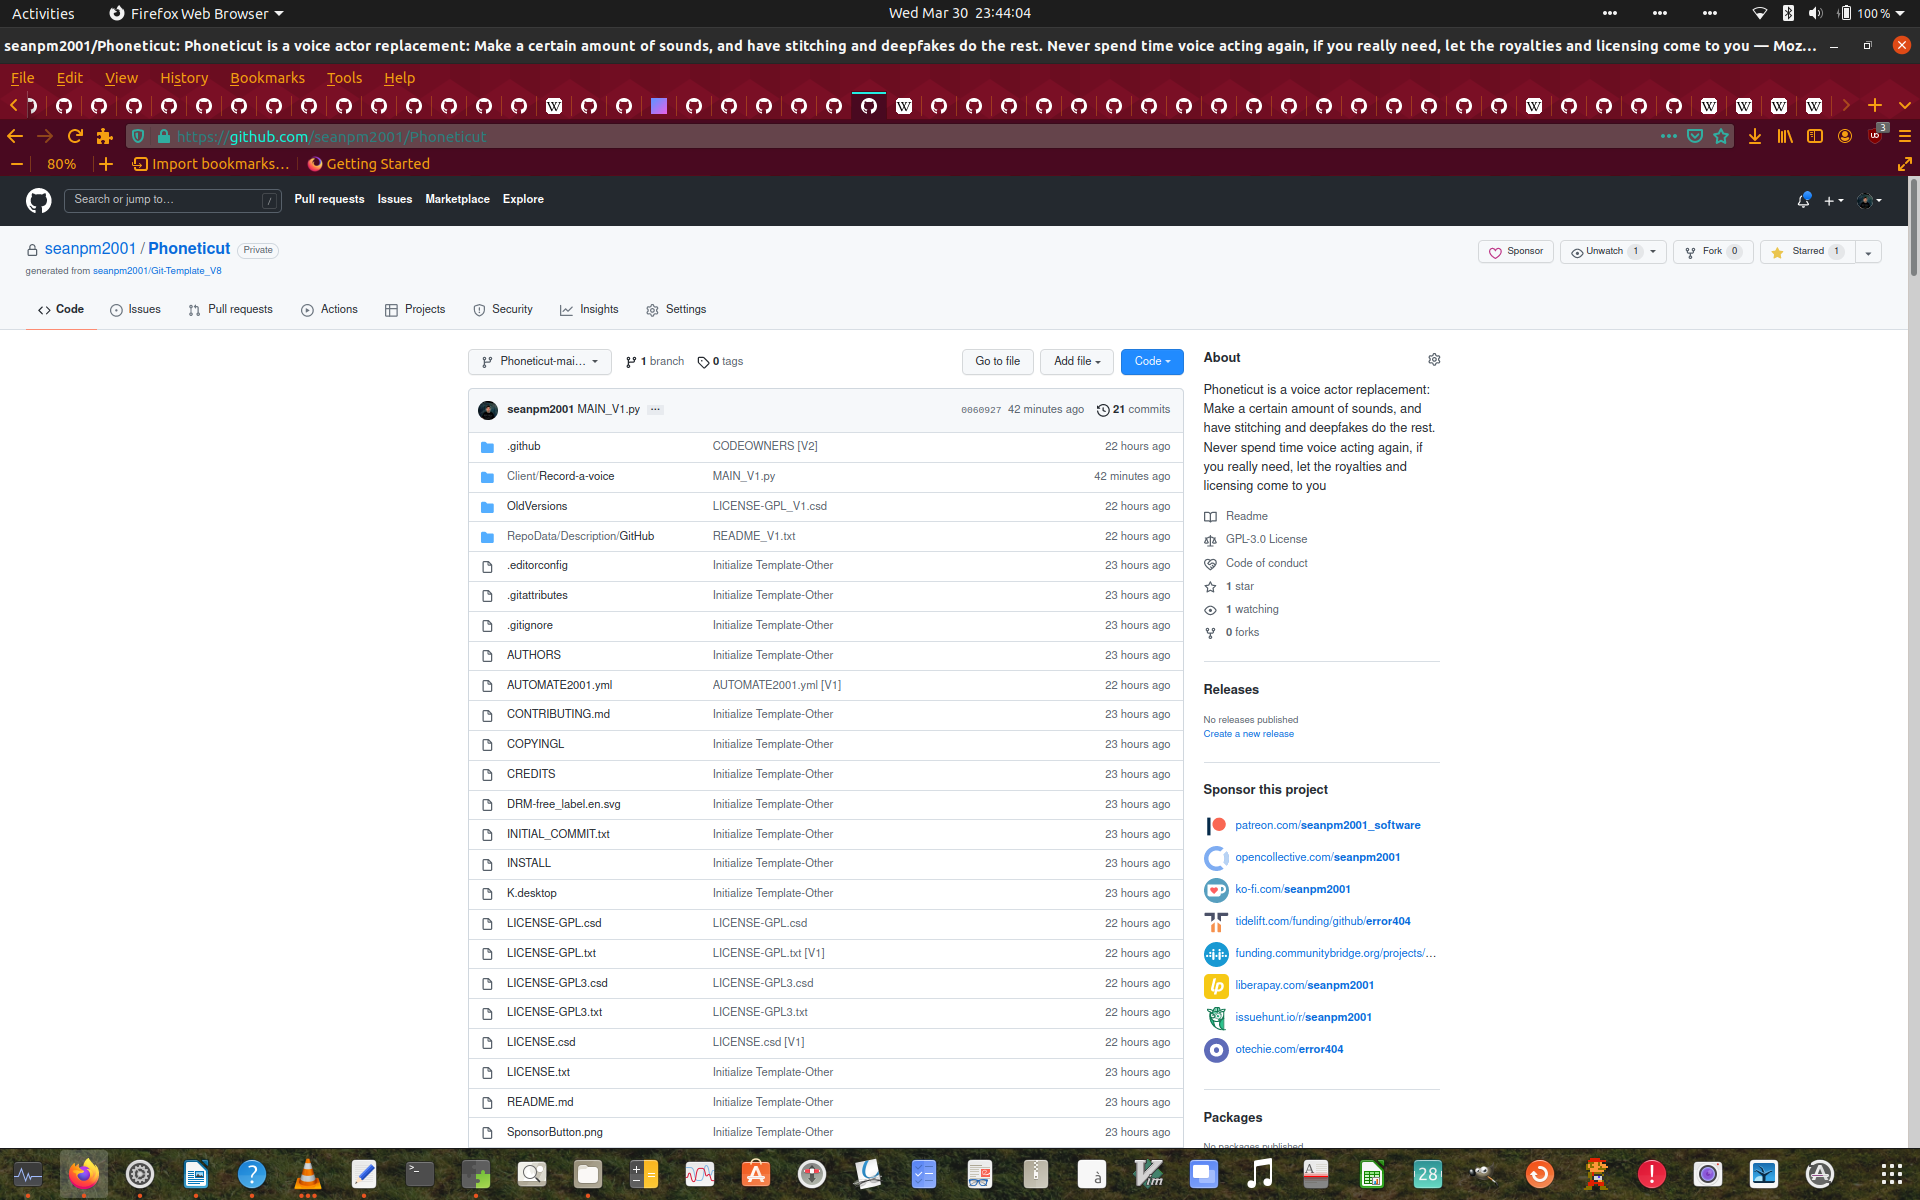 Activities
Firefox Web Browser
Wed Mar 30 23:44:04
100 %
seanpm2001/Phoneticut: Phoneticut is a voice actor replacement: Make a certain amount of sounds, and have stitching and deepfakes do the rest. Never spend time voice acting again, if you really need, let the royalties and licensing come to you — Moz...
File Edit View History Bookmarks Tools Help
https://github.com/seanpm2001/Phoneticut
3
80%
Import bookmarks...
Getting Started
Search or jump to...
/
Pull requests Issues Marketplace Explore
seanpm2001 / Phoneticut Private
generated from seanpm2001/Git-Template_V8
Sponsor
Unwatch 1
Fork 0
Starred 1
Code
Issues
Pull requests
Actions
Projects
Security
Insights
Settings
Phoneticut-mai...
1 branch
0 tags
Go to file
Add file
Code
seanpm2001 MAIN_V1.py ...
0060927 42 minutes ago 21 commits
.github CODEOWNERS [V2] 22 hours ago
Client/Record-a-voice MAIN_V1.py 42 minutes ago
OldVersions LICENSE-GPL_V1.csd 22 hours ago
RepoData/Description/GitHub README_V1.txt 22 hours ago
.editorconfig Initialize Template-Other 23 hours ago
.gitattributes Initialize Template-Other 23 hours ago
.gitignore Initialize Template-Other 23 hours ago
AUTHORS Initialize Template-Other 23 hours ago
AUTOMATE2001.yml AUTOMATE2001.yml [V1] 22 hours ago
CONTRIBUTING.md Initialize Template-Other 23 hours ago
COPYINGL Initialize Template-Other 23 hours ago
CREDITS Initialize Template-Other 23 hours ago
DRM-free_label.en.svg Initialize Template-Other 23 hours ago
INITIAL_COMMIT.txt Initialize Template-Other 23 hours ago
INSTALL Initialize Template-Other 23 hours ago
K.desktop Initialize Template-Other 23 hours ago
LICENSE-GPL.csd LICENSE-GPL.csd 22 hours ago
LICENSE-GPL.txt LICENSE-GPL.txt [V1] 22 hours ago
LICENSE-GPL3.csd LICENSE-GPL3.csd 22 hours ago
LICENSE-GPL3.txt LICENSE-GPL3.txt 22 hours ago
LICENSE.csd LICENSE.csd [V1] 22 hours ago
LICENSE.txt Initialize Template-Other 23 hours ago
README.md Initialize Template-Other 23 hours ago
SponsorButton.png Initialize Template-Other 23 hours ago
About
Phoneticut is a voice actor replacement:
Make a certain amount of sounds, and
have stitching and deepfakes do the rest.
Never spend time voice acting again, if
you really need, let the royalties and
licensing come to you
Readme
GPL-3.0 License
Code of conduct
1 star
1 watching
0 forks
Releases
No releases published
Create a new release
Sponsor this project
patreon.com/seanpm2001_software
opencollective.com/seanpm2001
ko-fi.com/seanpm2001
tidelift.com/funding/github/error404
funding.communitybridge.org/projects/...
liberapay.com/seanpm2001
issuehunt.io/r/seanpm2001
otechie.com/error404
Packages
No packages published
28